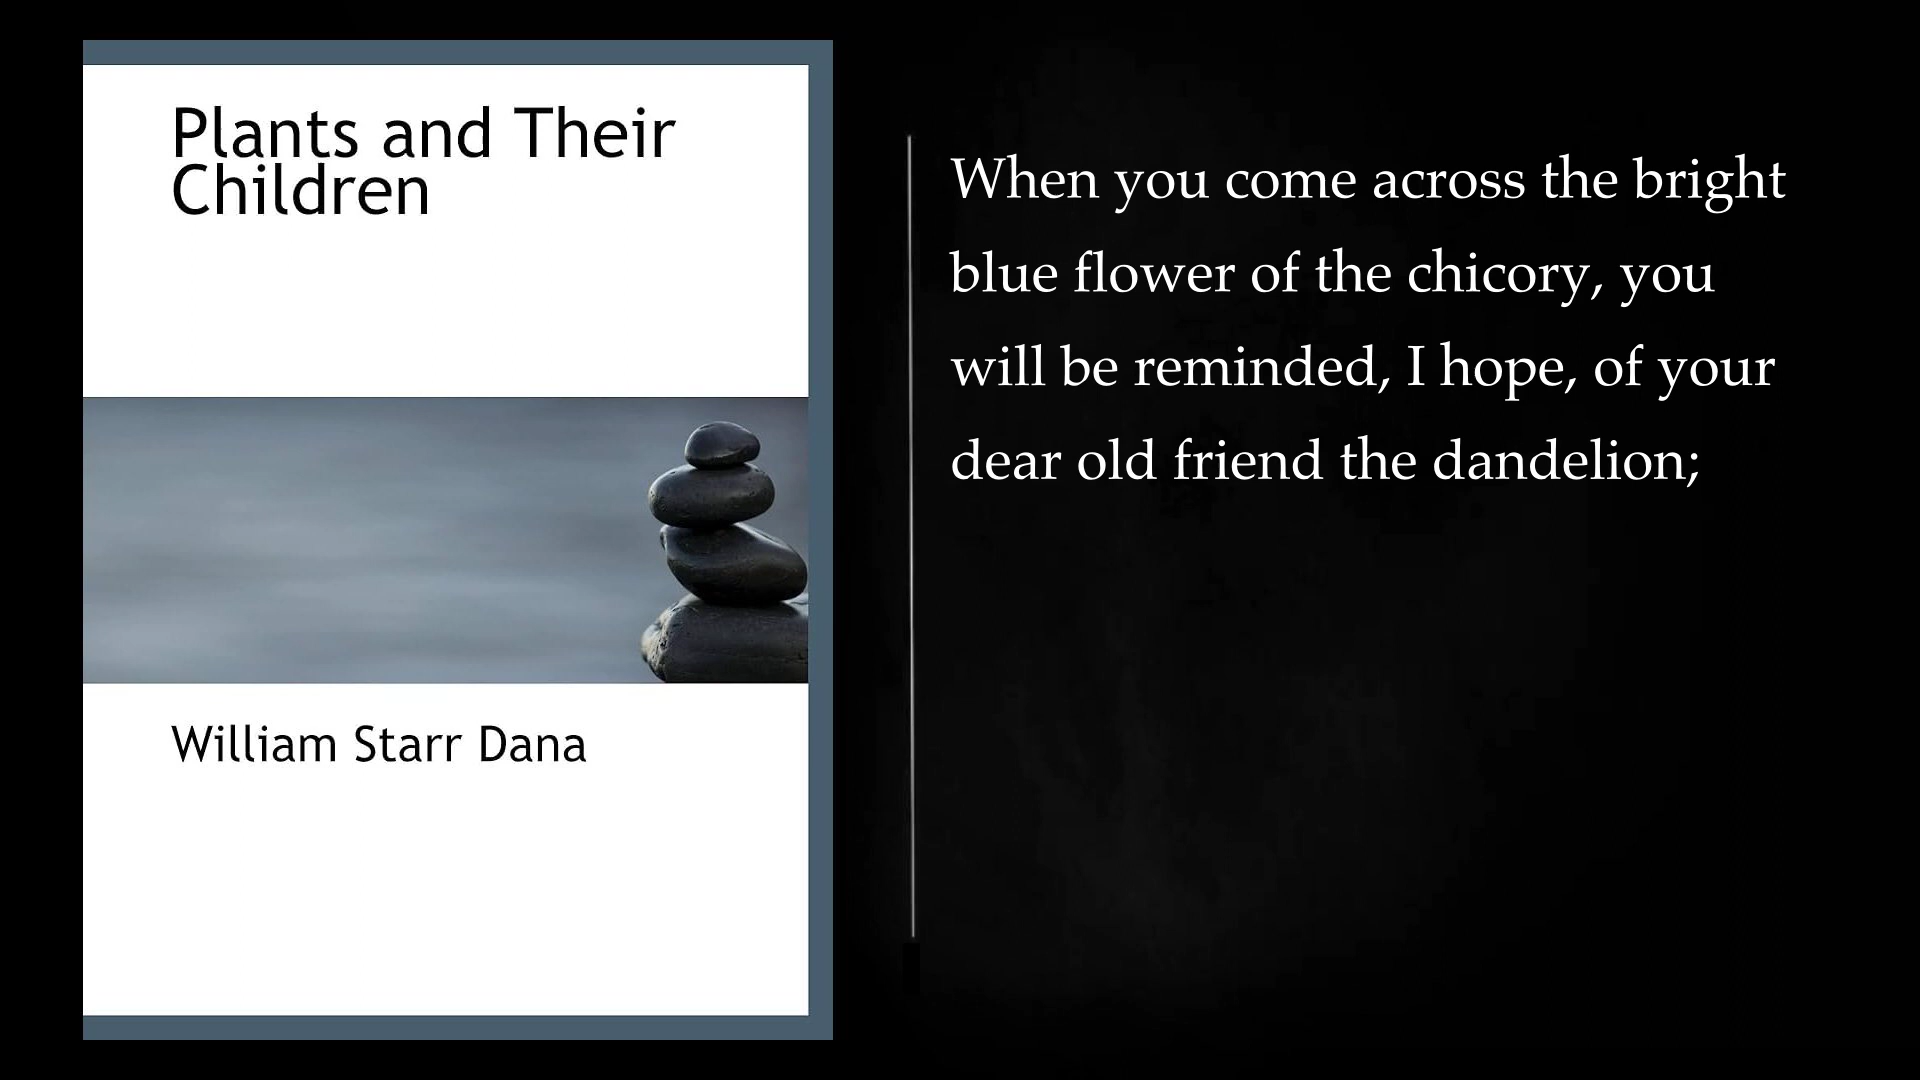 Plants and Their
Children
William Starr Dana
When you come across the bright
blue flower of the chicory, you
will be reminded, I hope, of your
dear old friend the dandelion;